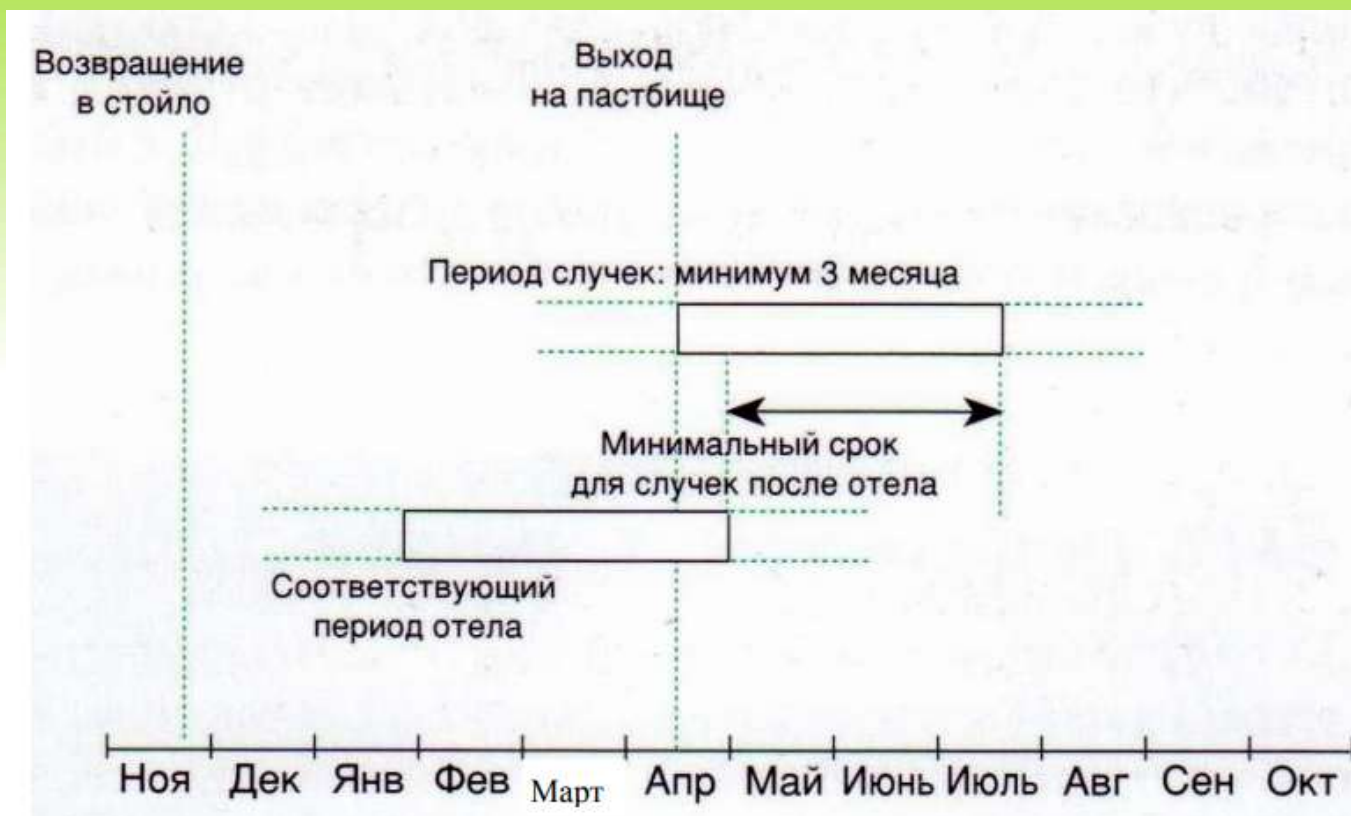 Возвращение
в стойло
Выход
на пастбище
Период случек: минимум 3 месяца
Минимальный срок
для случек после отела
Соответствующий
период отела
Ноя Дек Янв Фев Март Апр Май Июнь Июль Авг Сен Окт